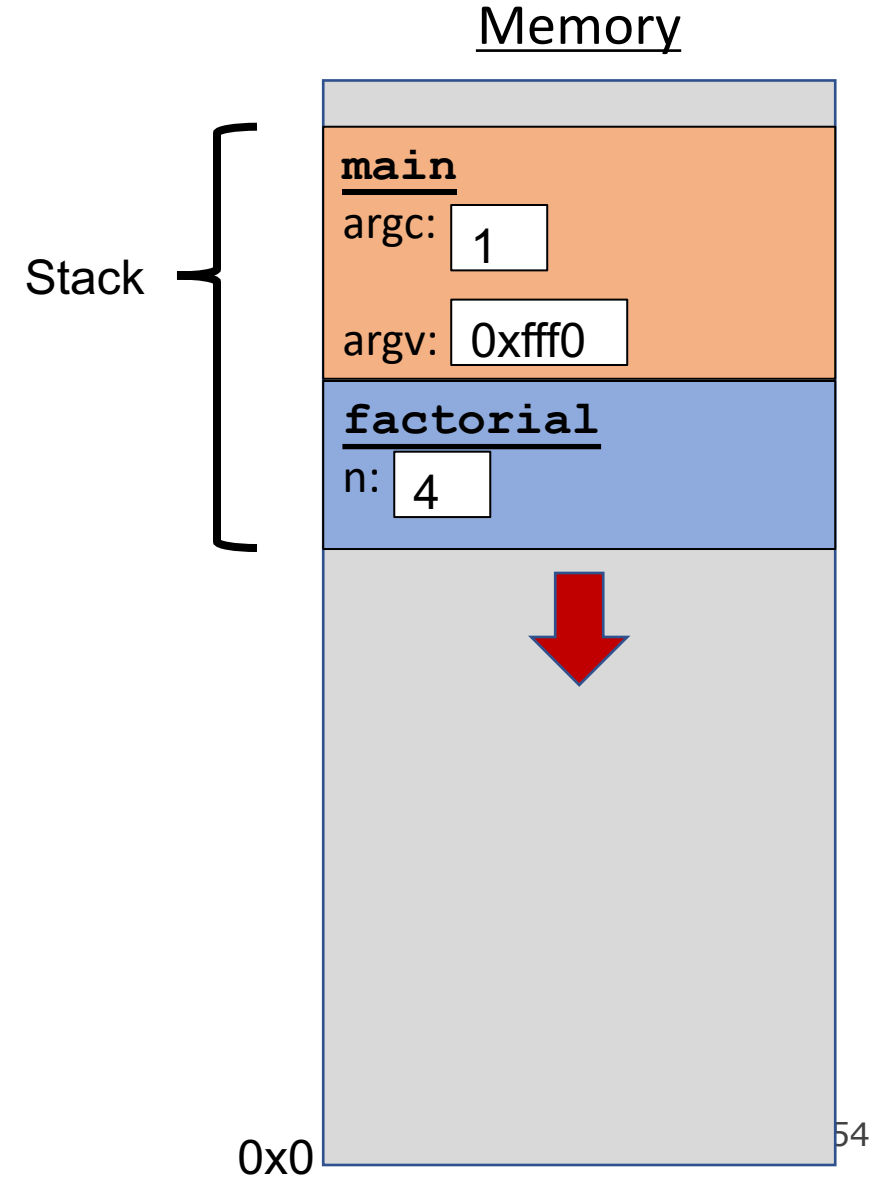 Memory
main
argc: 1
Stack
argv: 0xfff0
factorial
n: 4
54
0x0